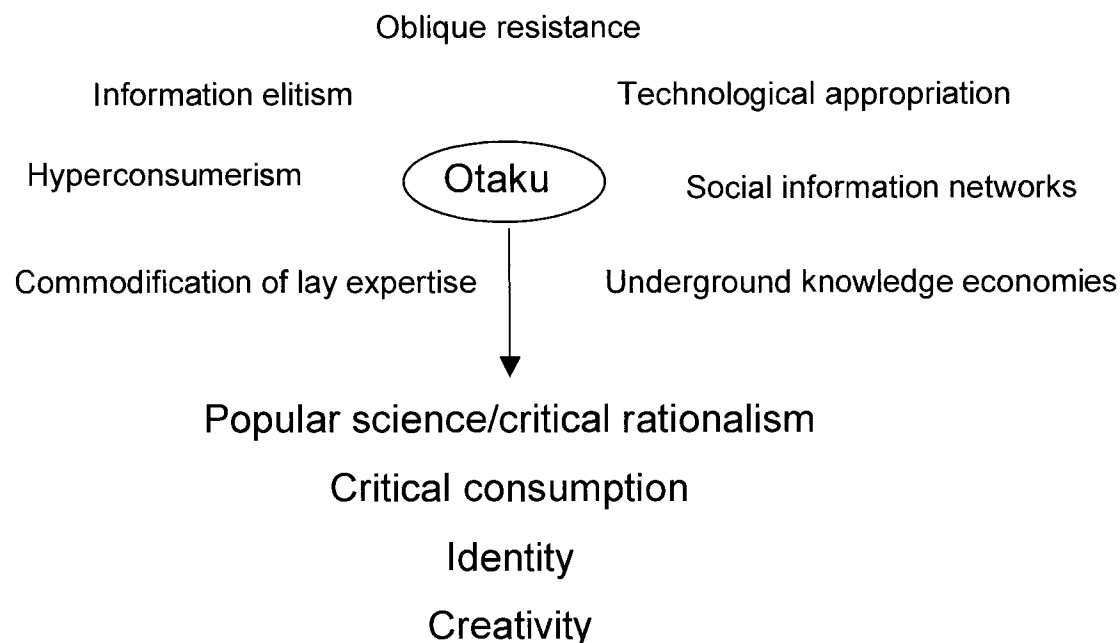 Oblique resistance
Information elitism
Technological appropriation
Hyperconsumerism
Otaku
Social information networks
Commodification of lay expertise
Underground knowledge economies
Popular science/critical rationalism
Critical consumption
Identity
Creativity